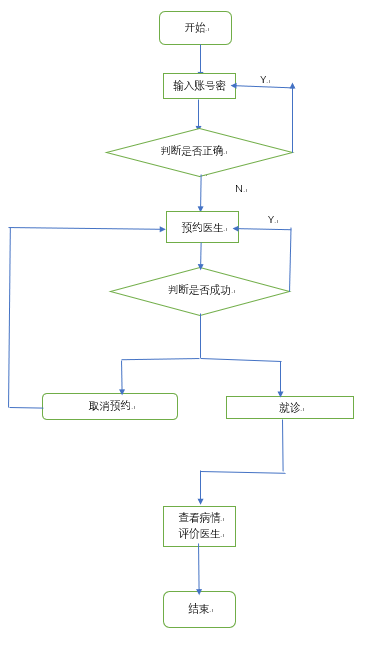 开始
输入账号密
Y
判断是否正确
N
预约医生
Y
判断是否成功
取消预约
就诊
查看病情
评价医生
结束